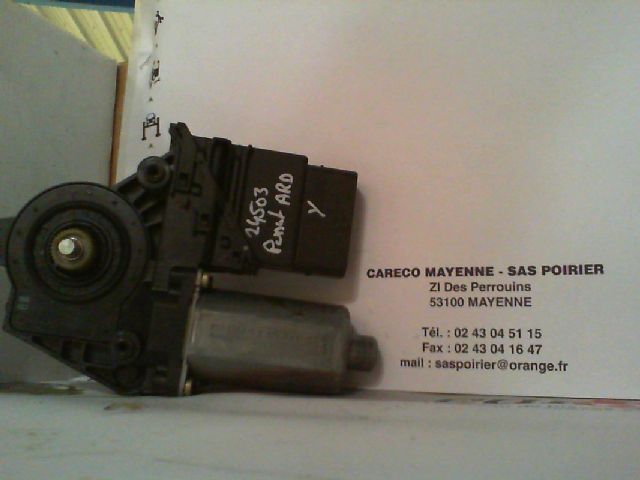 24503
Passat ARD
Y
CARECO MAYENNE - SAS POIRIER
ZI Des Perrouins
53100 MAYENNE
Tél. : 02 43 04 51 15
Fax : 02 43 04 16 47
mail : saspoirier@orange.fr